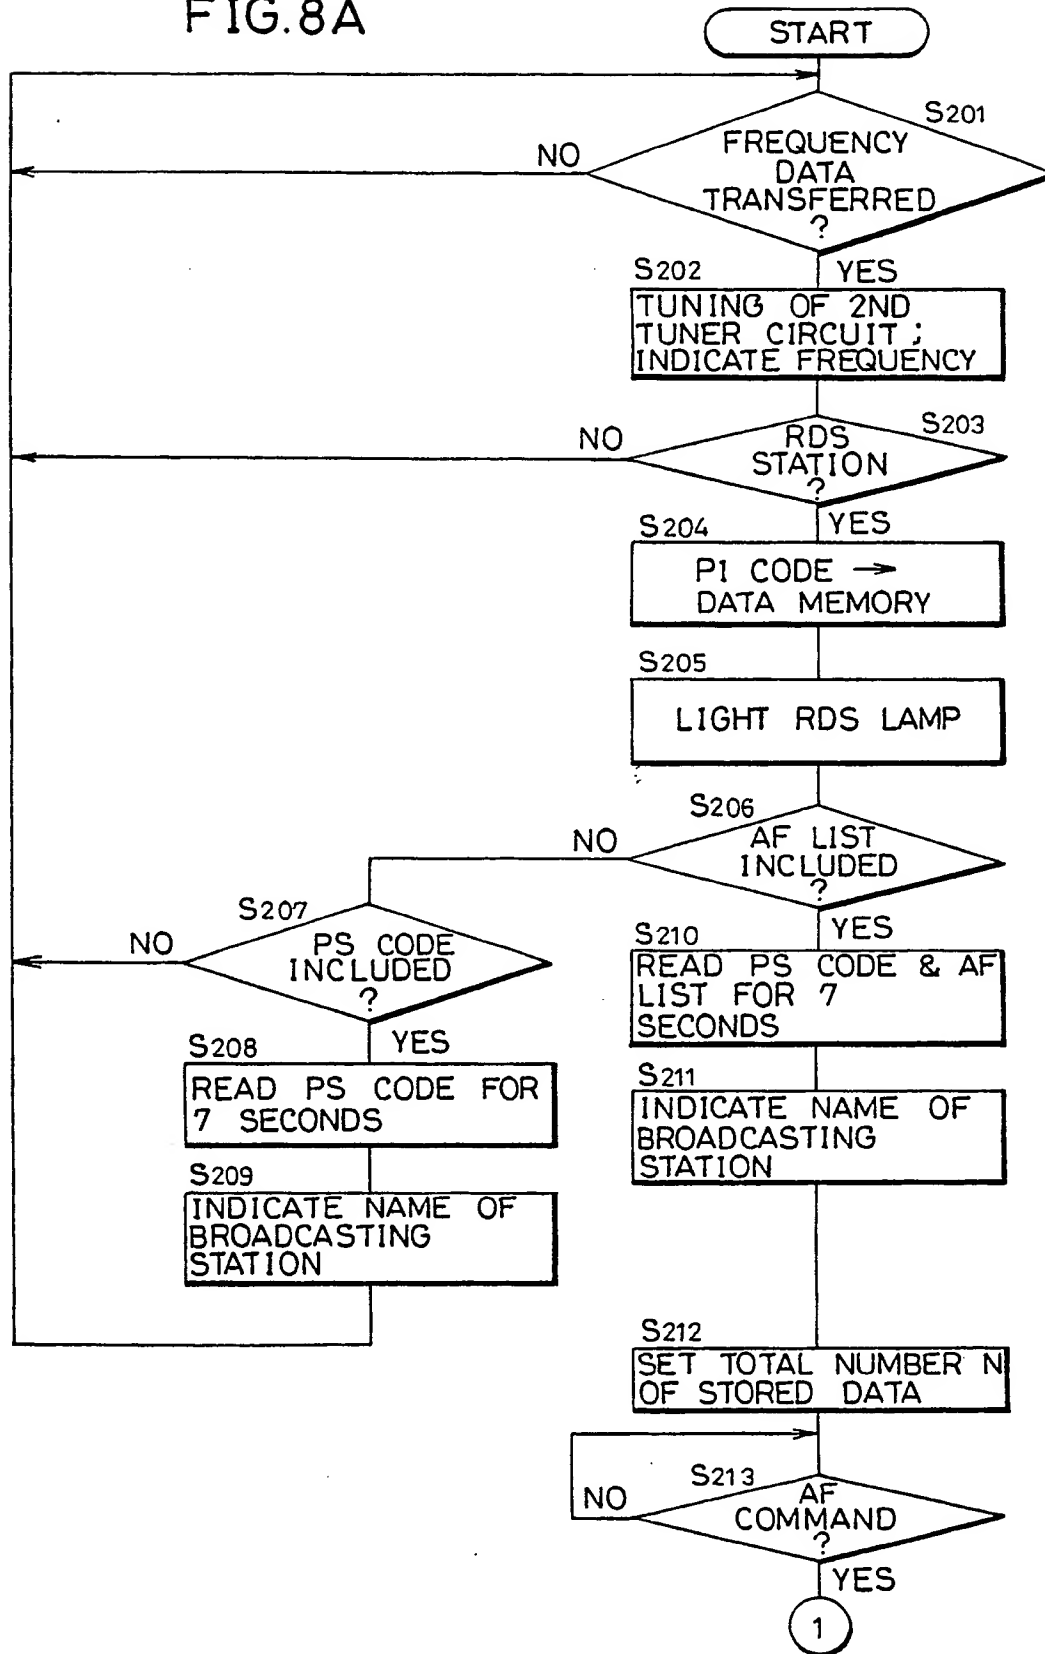 FIG.8A
START
S201
FREQUENCY
DATA
TRANSFERRED
?
NO
YES
S202
TUNING OF 2ND
TUNER CIRCUIT;
INDICATE FREQUENCY
S203
RDS
STATION
?
NO
YES
S204
PI CODE →
DATA MEMORY
S205
LIGHT RDS LAMP
S206
AF LIST
INCLUDED
?
NO
YES
S207
PS CODE
INCLUDED
?
NO
YES
S208
READ PS CODE FOR
7 SECONDS
S209
INDICATE NAME OF
BROADCASTING
STATION
S210
READ PS CODE & AF
LIST FOR 7
SECONDS
S211
INDICATE NAME OF
BROADCASTING
STATION
S212
SET TOTAL NUMBER N
OF STORED DATA
S213
AF
COMMAND
?
NO
YES
1